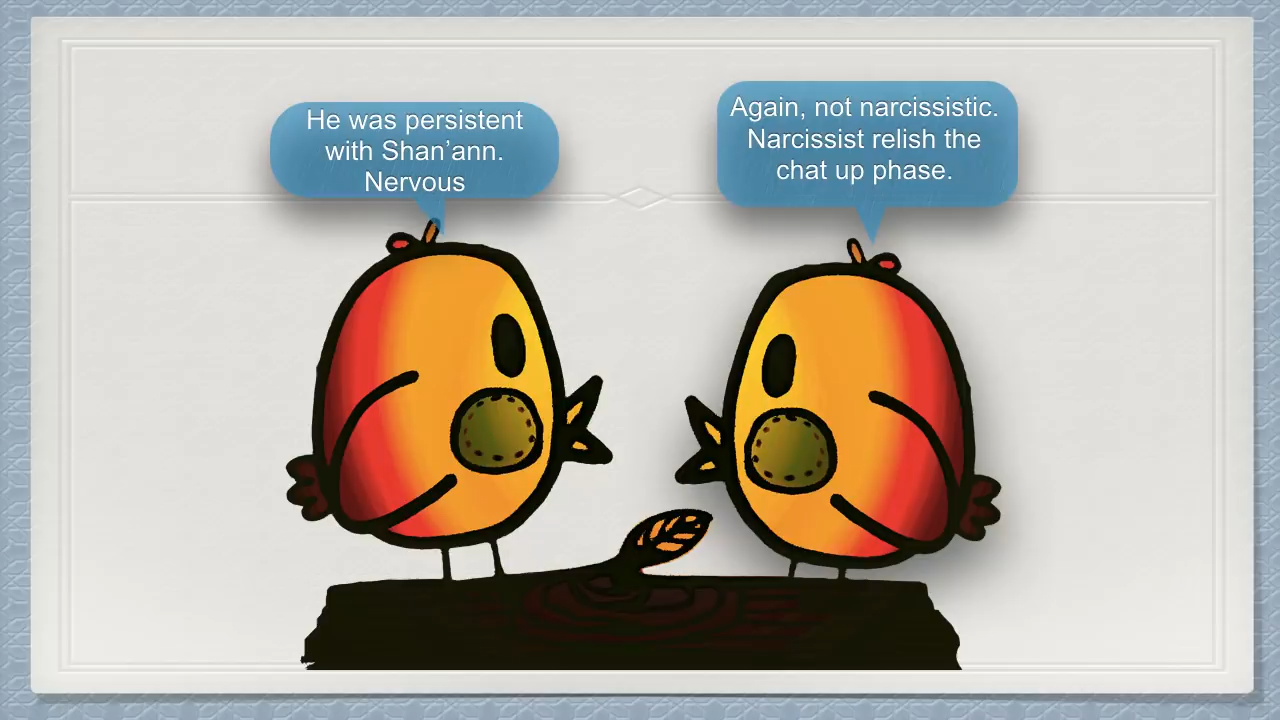 He was persistent
with Shan’ann.
Nervous
Again, not narcissistic.
Narcissist relish the
chat up phase.